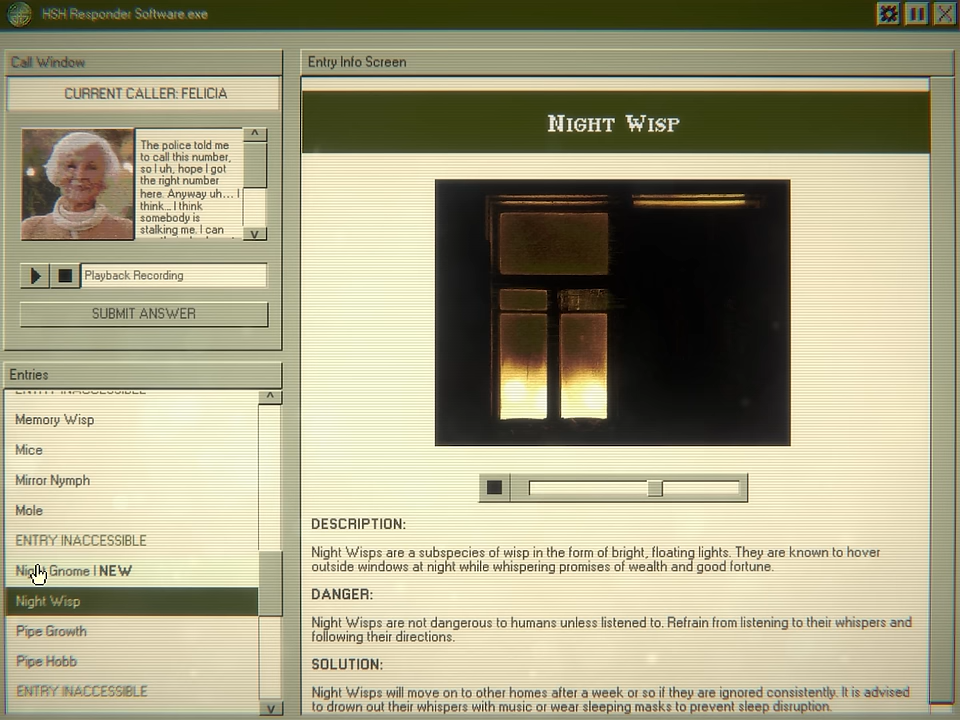 HSH Responder Software.exe
Call Window
CURRENT CALLER: FELICIA
The police told me
to call this number,
so I uh, hope I got
the right number
here. Anyway uh... I
think... I think
somebody is
stalking me. I can
Playback Recording
SUBMIT ANSWER
Entries
ENTRY INACCESSIBLE
Memory Wisp
Mice
Mirror Nymph
Mole
ENTRY INACCESSIBLE
Night Gnome | NEW
Night Wisp
Pipe Growth
Pipe Hobb
ENTRY INACCESSIBLE
Entry Info Screen
Night Wisp
DESCRIPTION:
Night Wisps are a subspecies of wisp in the form of bright, floating lights. They are known to hover
outside windows at night while whispering promises of wealth and good fortune.
DANGER:
Night Wisps are not dangerous to humans unless listened to. Refrain from listening to their whispers and
following their directions.
SOLUTION:
Night Wisps will move on to other homes after a week or so if they are ignored consistently. It is advised
to drown out their whispers with music or wear sleeping masks to prevent sleep disruption.